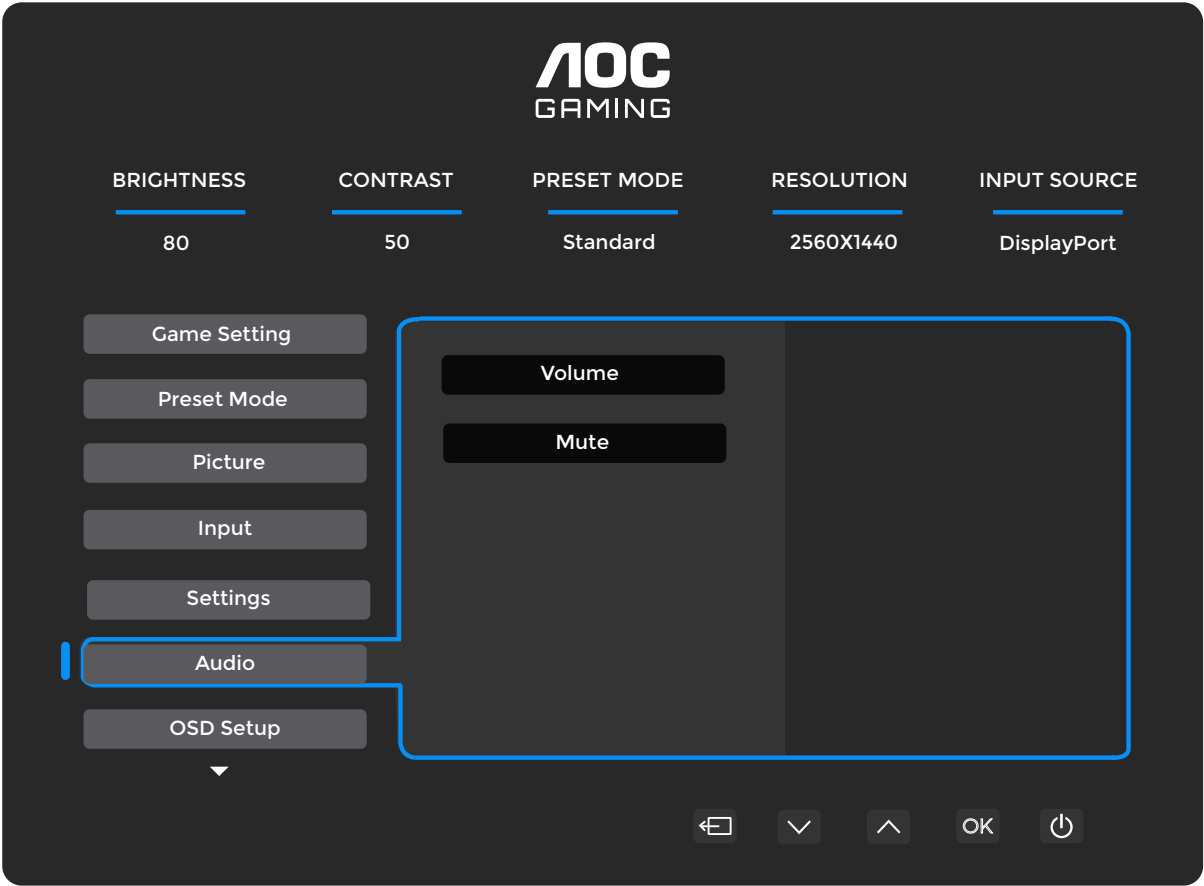 AOC
GAMING
BRIGHTNESS CONTRAST PRESET MODE RESOLUTION INPUT SOURCE
80 50 Standard 2560X1440 DisplayPort
Game Setting
Preset Mode
Picture
Input
Settings
Audio
OSD Setup
Volume
Mute
OK